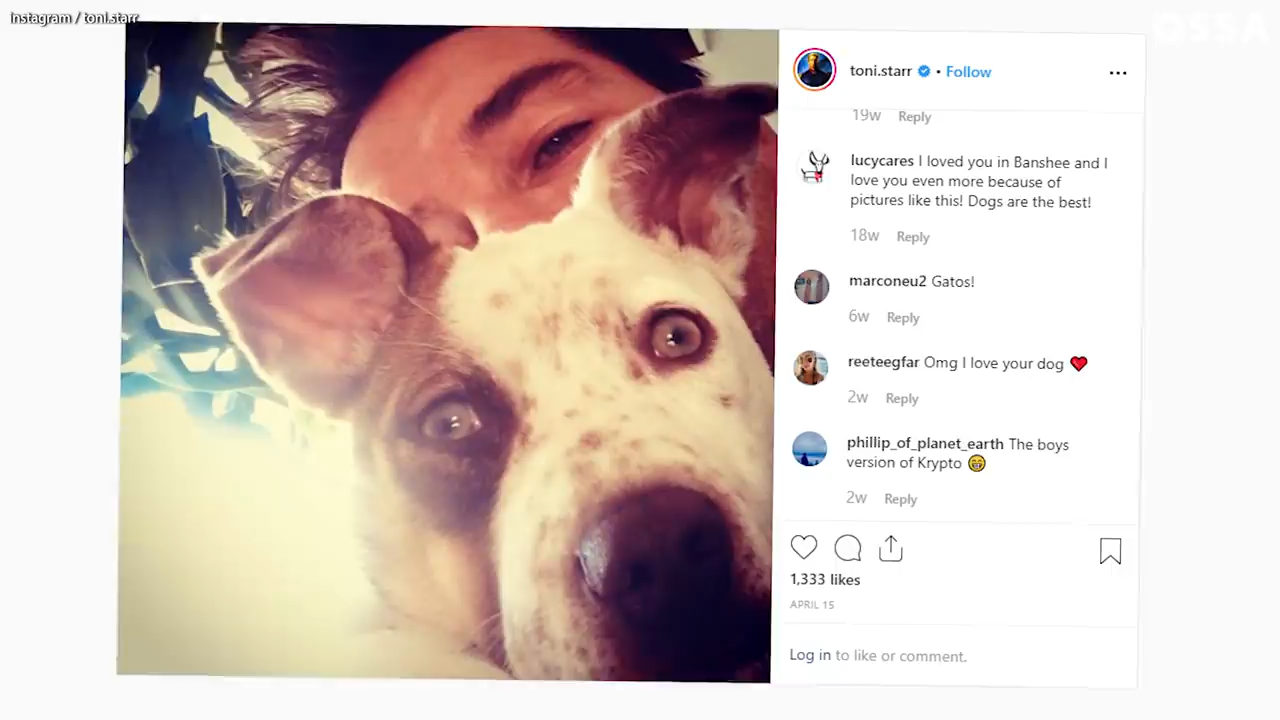 Instagram / toni.starr
QSSA
toni.starr • Follow
19w Reply
lucycares I loved you in Banshee and I
love you even more because of
pictures like this! Dogs are the best!
18w Reply
marconeu2 Gatos!
6w Reply
reeteegfar Omg I love your dog ❤️
2w Reply
phillip_of_planet_earth The boys
version of Krypto 😁
2w Reply
1,333 likes
APRIL 15
Log in to like or comment.